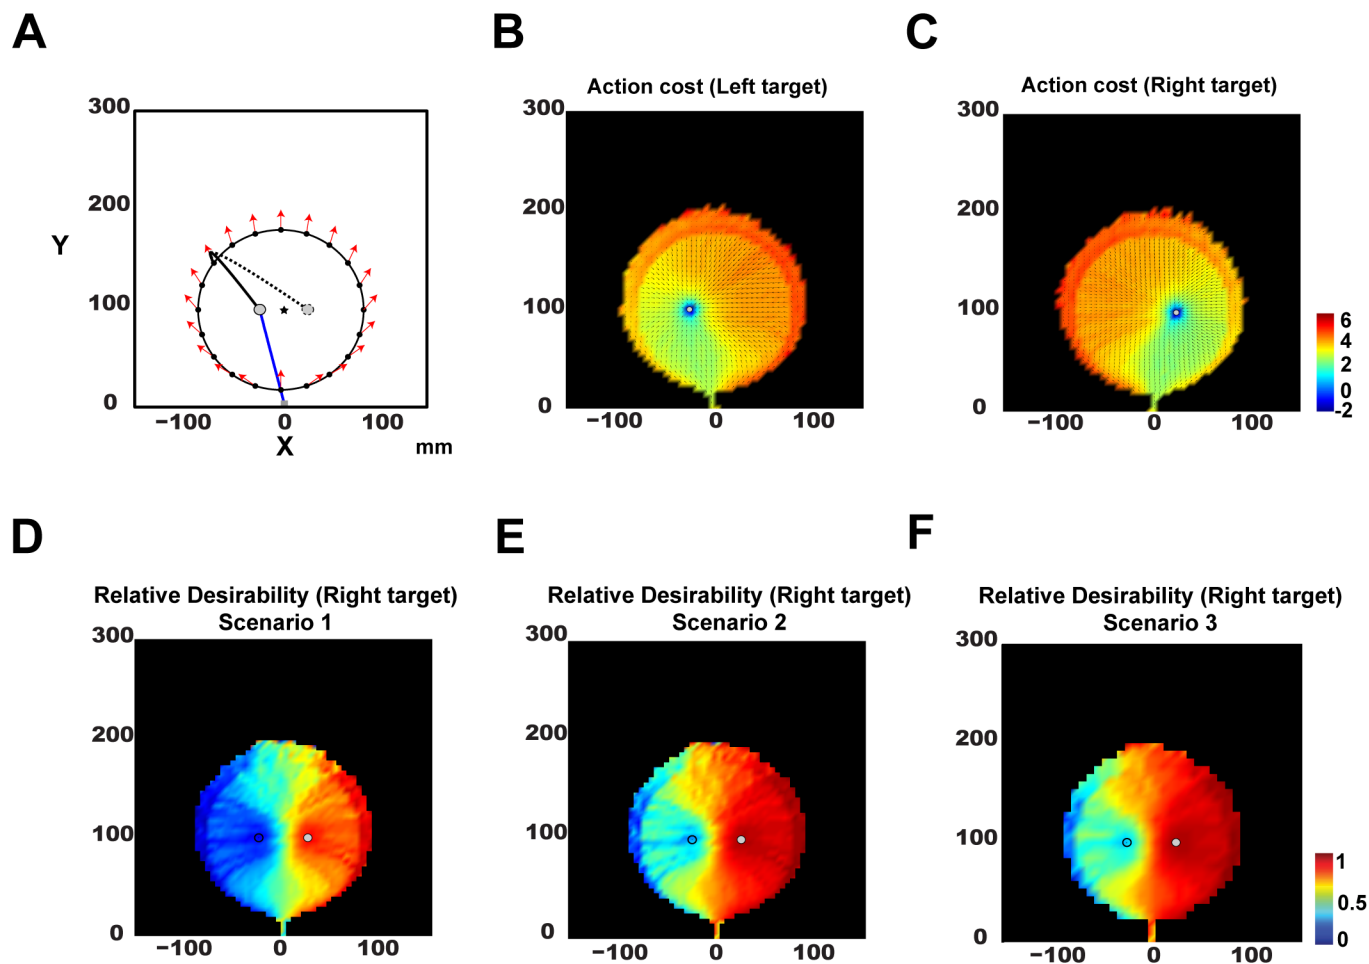 A
B
C
Action cost (Left target)
Action cost (Right target)
300
200
100
0
Y
−100 0 100
X
mm
300
200
100
0
−100 0 100
300
200
100
0
−100 0 100
6
4
2
0
-2
D
E
F
Relative Desirability (Right target)
Scenario 1
Relative Desirability (Right target)
Scenario 2
Relative Desirability (Right target)
Scenario 3
300
200
100
0
−100 0 100
300
200
100
0
−100 0 100
300
200
100
0
−100 0 100
1
0.5
0